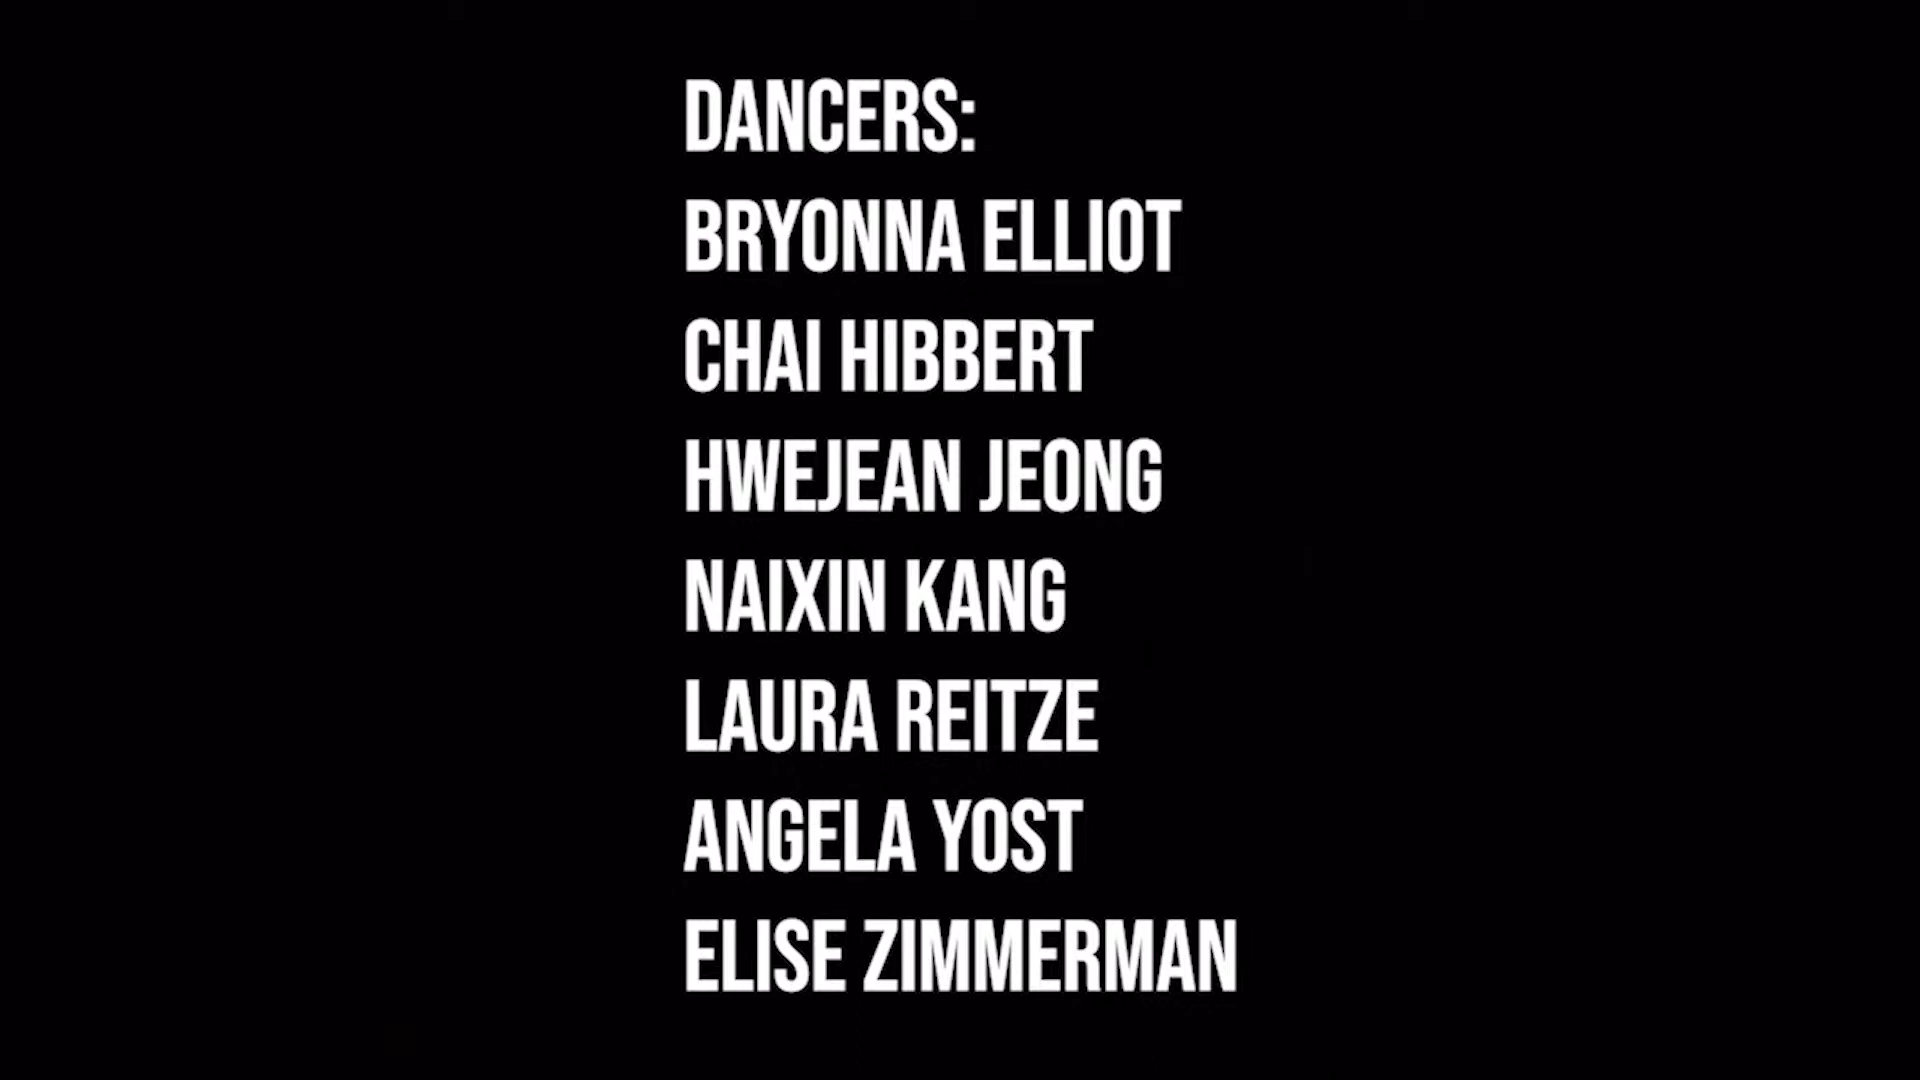 DANCERS:
BRYONNA ELLIOT
CHAI HIBBERT
HWEJEAN JEONG
NAIXIN KANG
LAURA REITZE
ANGELA YOST
ELISE ZIMMERMAN